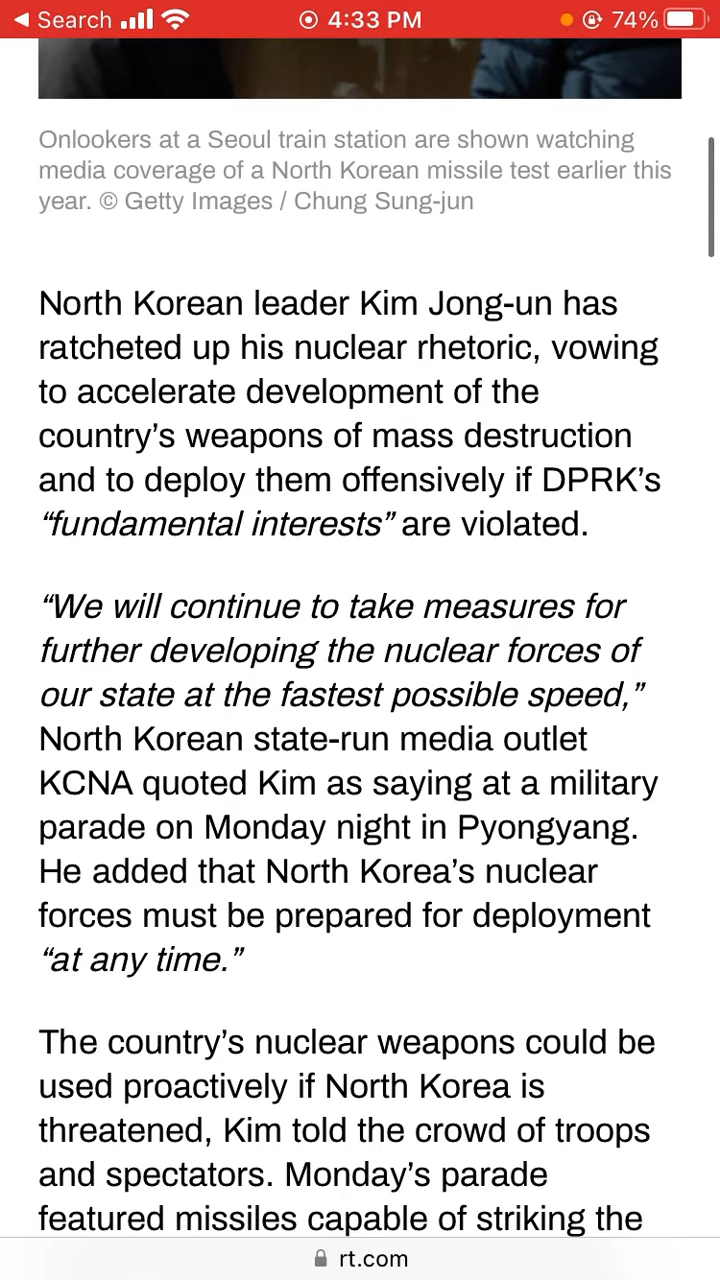 ◀ Search 4:33 PM 74%
Onlookers at a Seoul train station are shown watching
media coverage of a North Korean missile test earlier this
year. © Getty Images / Chung Sung-jun
North Korean leader Kim Jong-un has
ratcheted up his nuclear rhetoric, vowing
to accelerate development of the
country’s weapons of mass destruction
and to deploy them offensively if DPRK’s
“fundamental interests” are violated.
“We will continue to take measures for
further developing the nuclear forces of
our state at the fastest possible speed,”
North Korean state-run media outlet
KCNA quoted Kim as saying at a military
parade on Monday night in Pyongyang.
He added that North Korea’s nuclear
forces must be prepared for deployment
“at any time.”
The country’s nuclear weapons could be
used proactively if North Korea is
threatened, Kim told the crowd of troops
and spectators. Monday’s parade
featured missiles capable of striking the
rt.com